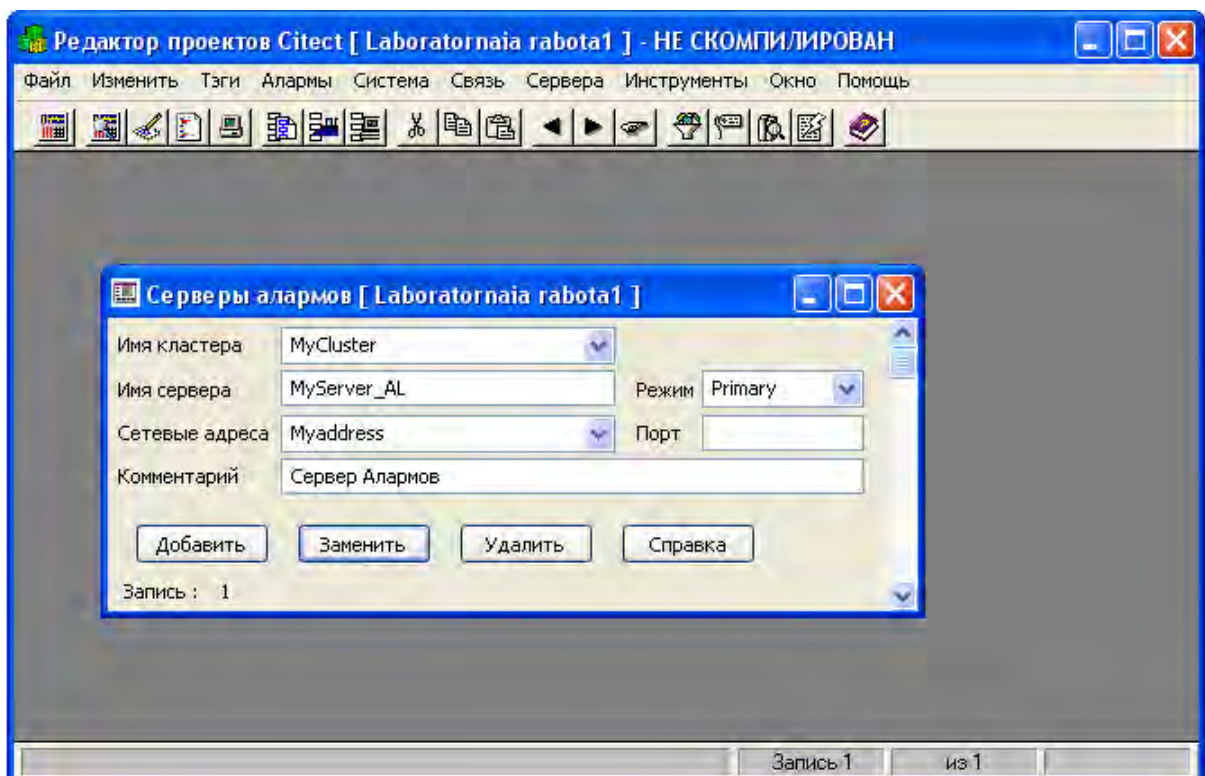 Редактор проектов Citect [ Laboratornaia rabota1 ] - НЕ СКОМПИЛИРОВАН
Файл Изменить Тэги Алармы Система Связь Сервера Инструменты Окно Помощь
Серверы алармов [ Laboratornaia rabota1 ]
Имя кластера MyCluster
Имя сервера MyServer_AL Режим Primary
Сетевые адреса Myaddress Порт
Комментарий Сервер Алармов
Добавить Заменить Удалить Справка
Запись : 1
Запись 1 из 1